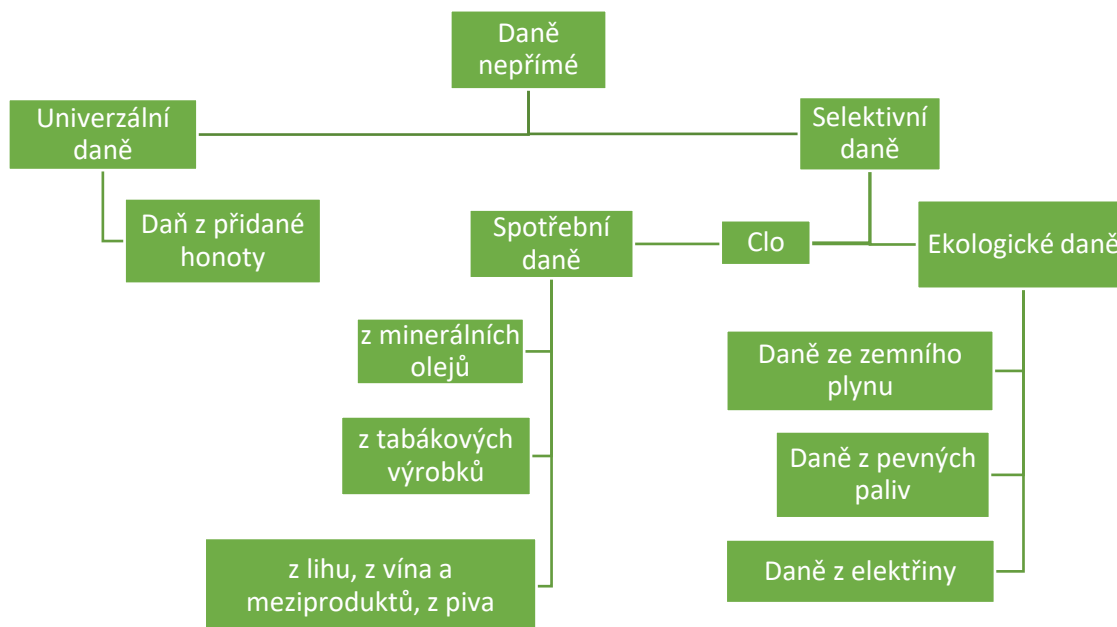 Daně
nepřímé
Univerzální
daně
Selektivní
daně
Daň z přidané
honoty
Spotřební
daně
Clo
Ekologické daně
z minerálních
olejů
z tabákových
výrobků
z lihu, z vína a
meziproduktů, z piva
Daně ze zemního
plynu
Daně z pevných
paliv
Daně z elektřiny